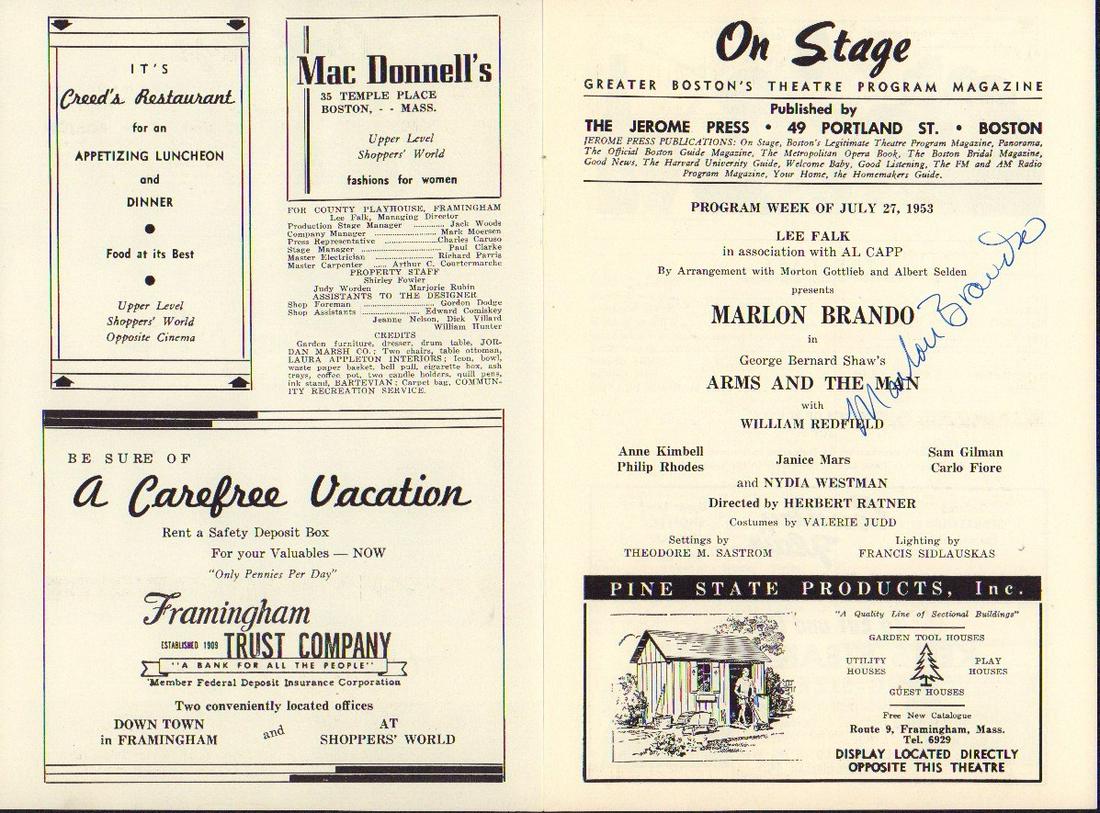 IT'S
Creed's Restaurant
for an
APPETIZING LUNCHEON
and
DINNER
Food at its Best
Upper Level
Shoppers' World
Opposite Cinema
Mac Donnell's
35 TEMPLE PLACE
BOSTON, - - MASS.
Upper Level
Shoppers' World
fashions for women
FOR COUNTY PLAYHOUSE, FRAMINGHAM
Lee Falk, Managing Director
Production Stage Manager ............ Jack Woods
Company Manager .................. Mark Moersen
Press Representative .................Charles Caruso
Stage Manager ........................ Paul Clarke
Master Electrician ................. Richard Parris
Master Carpenter ..... Arthur C. Courtermarche
PROPERTY STAFF
Shirley Fowler
Judy Worden Marjorie Rubin
ASSISTANTS TO THE DESIGNER
Shop Foreman ........................ Gordon Dodge
Shop Assistants ................. Edward Comiskey
Jeanne Nelson, Dick Villard
William Hunter
CREDITS
Garden furniture, dresser, drum table, JOR-
DAN MARSH CO.; Two chairs, table ottoman,
LAURA APPLETON INTERIORS; Icon, bowl,
waste paper basket, bell pull, cigarette box, ash
trays, coffee pot, two candle holders, quill pens,
ink stand, BARTEVIAN; Carpet bag, COMMUN-
ITY RECREATION SERVICE.
BE SURE OF
A Carefree Vacation
Rent a Safety Deposit Box
For your Valuables — NOW
"Only Pennies Per Day"
Framingham
ESTABLISHED 1909 TRUST COMPANY
"A BANK FOR ALL THE PEOPLE"
Member Federal Deposit Insurance Corporation
Two conveniently located offices
DOWN TOWN
in FRAMINGHAM
and
AT
SHOPPERS' WORLD
On Stage
GREATER BOSTON'S THEATRE PROGRAM MAGAZINE
Published by
THE JEROME PRESS • 49 PORTLAND ST. • BOSTON
JEROME PRESS PUBLICATIONS: On Stage, Boston's Legitimate Theatre Program Magazine, Panorama,
The Official Boston Guide Magazine, The Metropolitan Opera Book, The Boston Bridal Magazine,
Good News, The Harvard University Guide, Welcome Baby, Good Listening, The FM and AM Radio
Program Magazine, Your Home, the Homemakers Guide.
PROGRAM WEEK OF JULY 27, 1953
LEE FALK
in association with AL CAPP
By Arrangement with Morton Gottlieb and Albert Selden
presents
MARLON BRANDO
in
George Bernard Shaw's
ARMS AND THE MAN
with
WILLIAM REDFIELD
Marlon Brando
Anne Kimbell
Philip Rhodes
Janice Mars
Sam Gilman
Carlo Fiore
and NYDIA WESTMAN
Directed by HERBERT RATNER
Costumes by VALERIE JUDD
Settings by
THEODORE M. SASTROM
Lighting by
FRANCIS SIDLAUSKAS
PINE STATE PRODUCTS, Inc.
"A Quality Line of Sectional Buildings"
GARDEN TOOL HOUSES
UTILITY
HOUSES
PLAY
HOUSES
GUEST HOUSES
Free New Catalogue
Route 9, Framingham, Mass.
Tel. 6929
DISPLAY LOCATED DIRECTLY
OPPOSITE THIS THEATRE